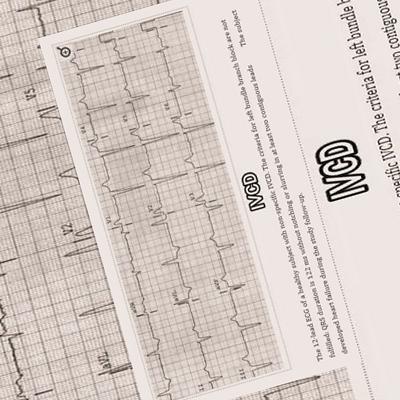 IVCD
The 12-lead ECG of a healthy subject with non-specific IVCD. The criteria for left bundle branch block are not
fulfilled: QRS duration is 122 ms without notching or slurring in at least two contiguous leads The subject
developed heart failure during the study follow-up.
IVCD
specific IVCD. The criteria for left bundle
two contiguous
V5
V2